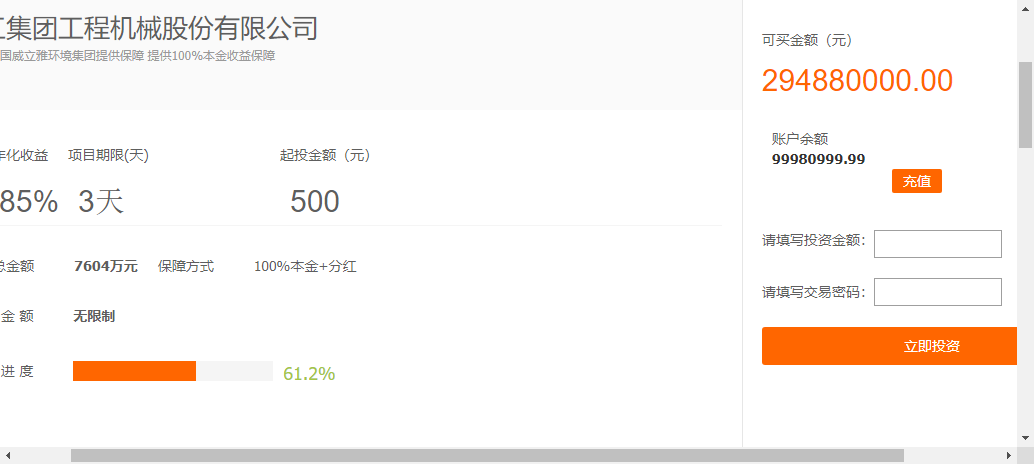 工集团工程机械股份有限公司
国威立雅环境集团提供保障 提供100%本金收益保障
年化收益 项目期限(天) 起投金额（元）
85% 3天 500
总金额 7604万元 保障方式 100%本金+分红
金 额 无限制
进 度 61.2%
可买金额（元）
294880000.00
账户余额
99980999.99
充值
请填写投资金额：
请填写交易密码：
立即投资